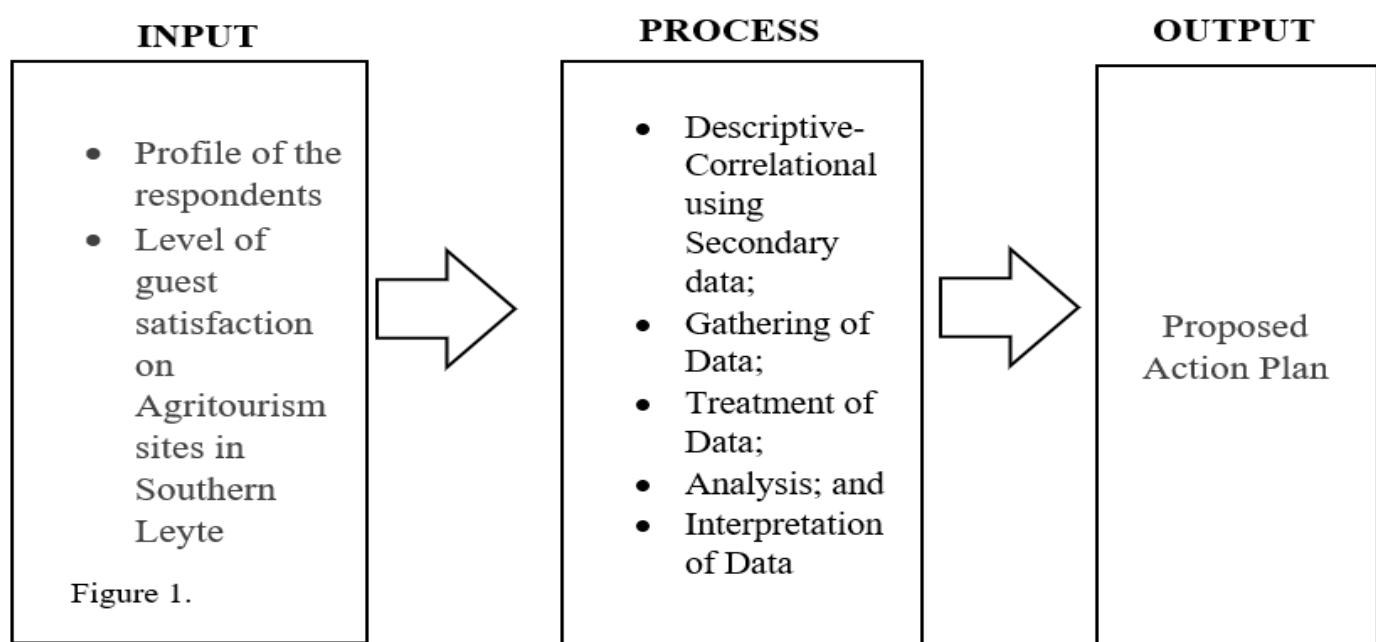 INPUT
• Profile of the
respondents
• Level of
guest
satisfaction
on
Agritourism
sites in
Southern
Leyte
Figure 1.
PROCESS
• Descriptive-
Correlational
using
Secondary
data;
• Gathering of
Data;
• Treatment of
Data;
• Analysis; and
• Interpretation
of Data
OUTPUT
Proposed
Action Plan